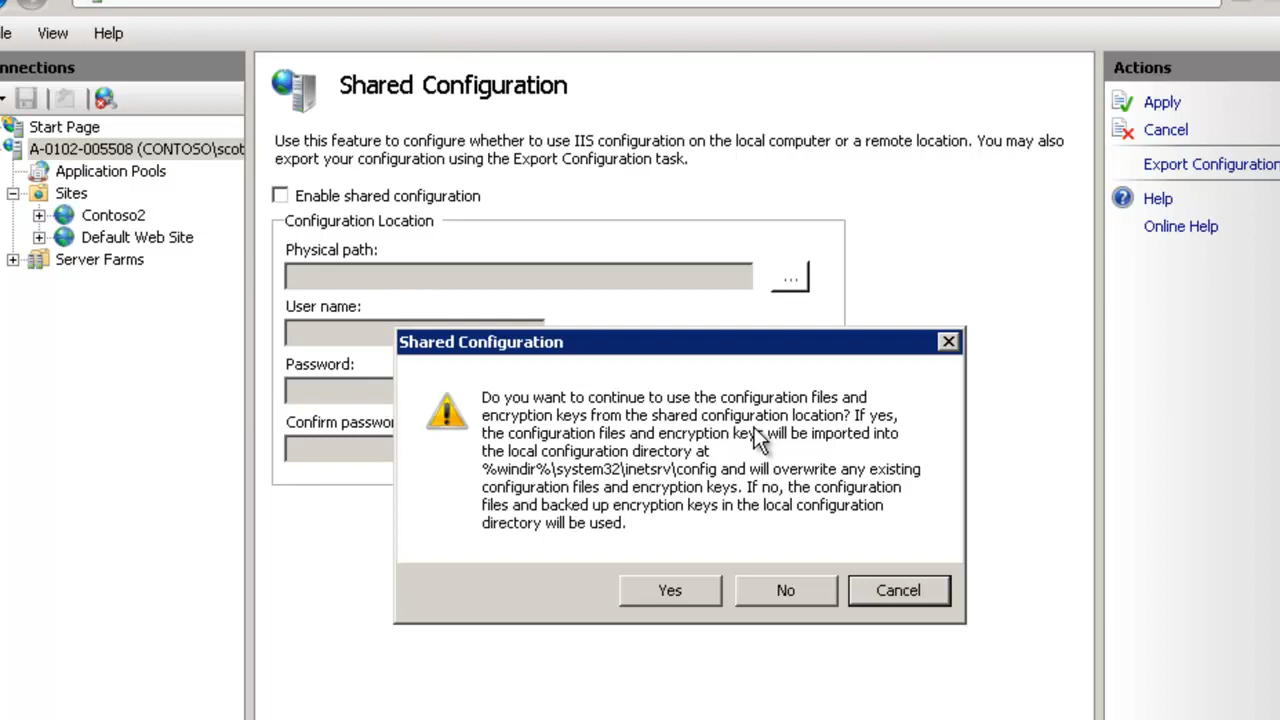 le View Help
nnections
Start Page
A-0102-005508 (CONTOSO\scot
Application Pools
Sites
Contoso2
Default Web Site
Server Farms
Shared Configuration
Use this feature to configure whether to use IIS configuration on the local computer or a remote location. You may also
export your configuration using the Export Configuration task.
Enable shared configuration
Configuration Location
Physical path:
...
User name:
Password:
Confirm passwor
Shared Configuration
Do you want to continue to use the configuration files and
encryption keys from the shared configuration location? If yes,
the configuration files and encryption keys will be imported into
the local configuration directory at
%windir%\system32\inetsrv\config and will overwrite any existing
configuration files and encryption keys. If no, the configuration
files and backed up encryption keys in the local configuration
directory will be used.
Yes No Cancel
Actions
Apply
Cancel
Export Configuration
Help
Online Help